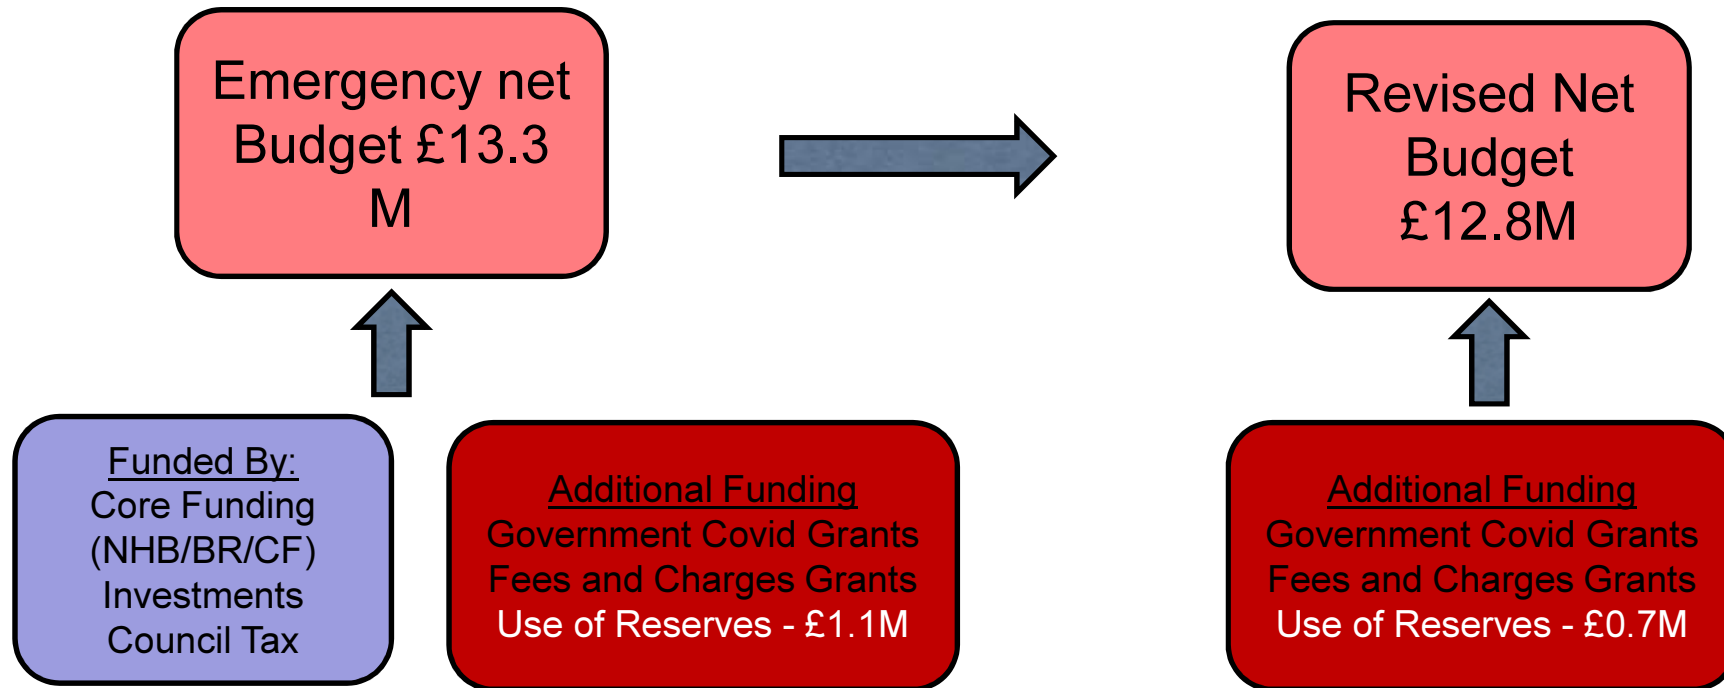 Emergency net
Budget £13.3
M
Revised Net
Budget
£12.8M
Funded By:
Core Funding
(NHB/BR/CF)
Investments
Council Tax
Additional Funding
Government Covid Grants
Fees and Charges Grants
Use of Reserves - £1.1M
Additional Funding
Government Covid Grants
Fees and Charges Grants
Use of Reserves - £0.7M